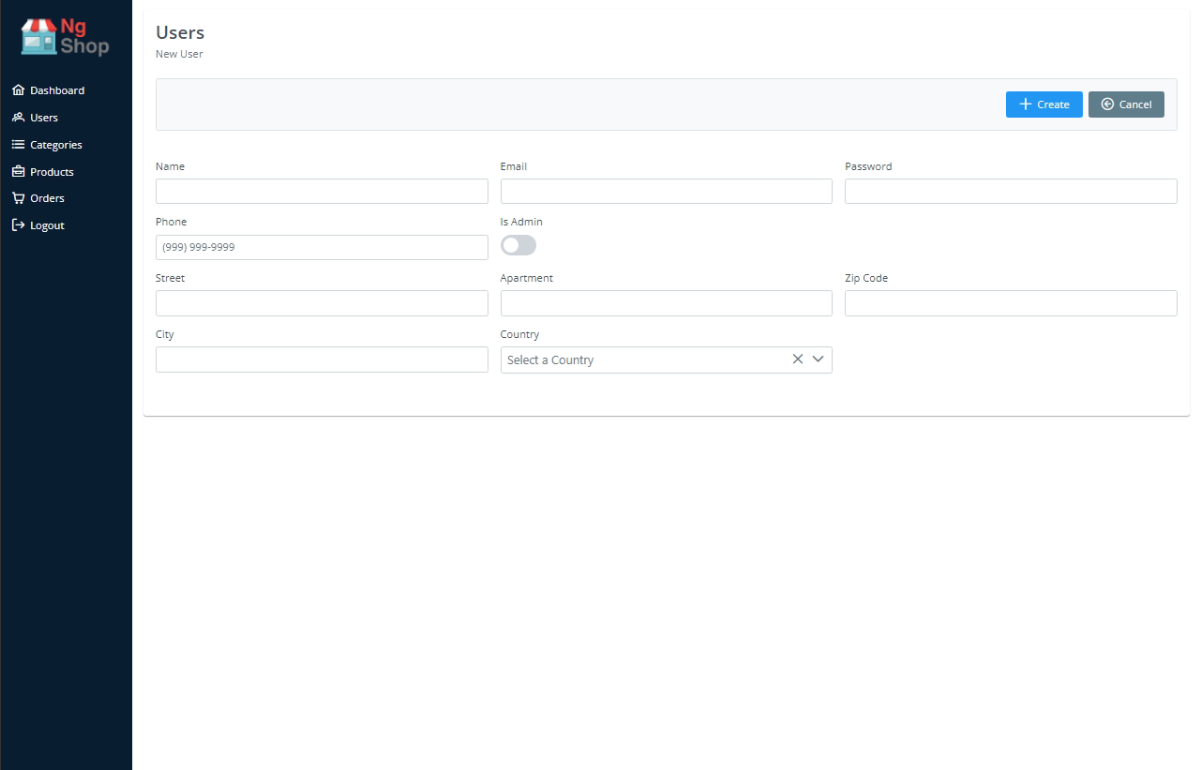 Ng
Shop
Dashboard
Users
Categories
Products
Orders
Logout
Users
New User
Create Cancel
Name Email Password
Phone Is Admin
(999) 999-9999
Street Apartment Zip Code
City Country
Select a Country